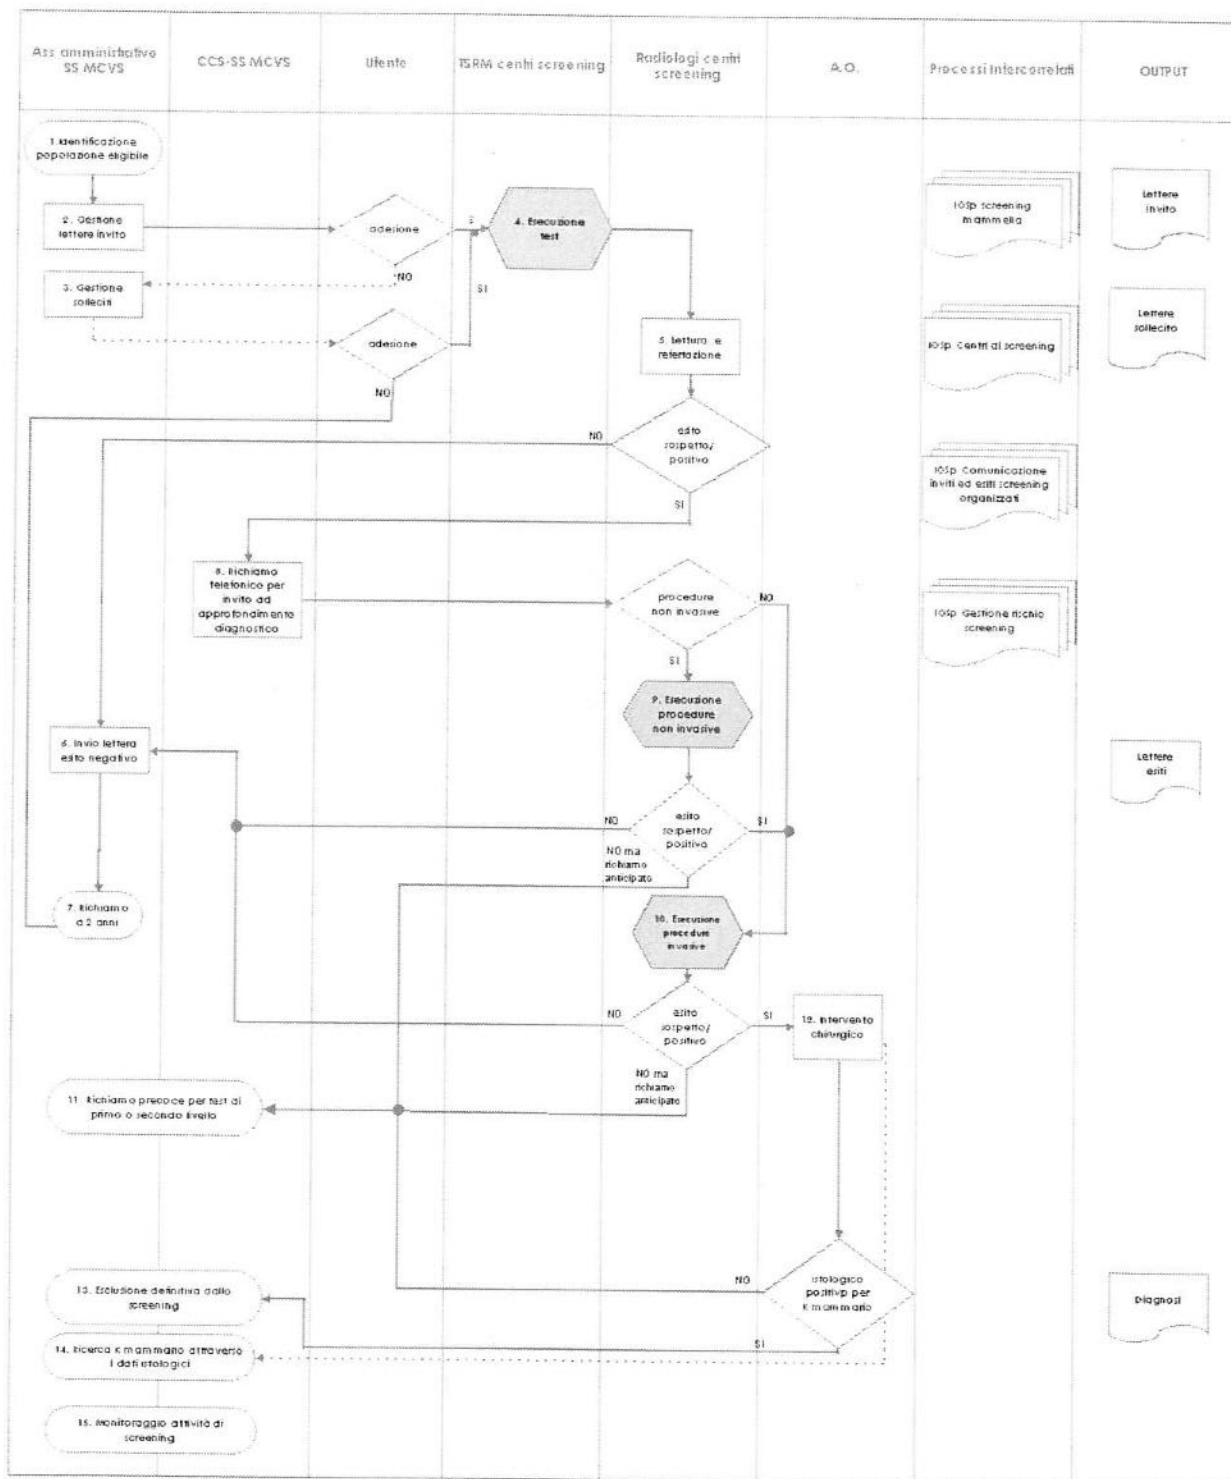 Ass amministrativo
SS MCVS
CCS-SS MCVS
Utente
TSRM centri screening
Radiologi centri
screening
A.O.
Processi Intercorrelati
OUTPUT
1. Identificazione
popolazione eligibile
2. Gestione
lettere invito
adesione
SI
4. Esecuzione
test
IOSp screening
mammella
Lettere
invito
NO
3. Gestione
solleciti
SI
adesione
NO
5. Lettura e
refertazione
IOSp Centri di screening
Lettere
sollecito
NO
esito
sospetto/
positivo
SI
IOSp Comunicazione
inviti ed esiti screening
organizzati
8. Richiamo
telefonico per
invito ad
approfondimento
diagnostico
procedure
non invasive
NO
SI
IOSp Gestione rischio
screening
9. Esecuzione
procedure
non invasive
6. Invio lettera
esito negativo
Lettere
esiti
NO
esito
sospetto/
positivo
SI
NO ma
richiamo
anticipato
7. Richiamo
a 2 anni
10. Esecuzione
procedure
invasive
NO
esito
sospetto/
positivo
SI
12. Intervento
chirurgico
NO ma
richiamo
anticipato
11. Richiamo precoce per test di
primo o secondo livello
NO
istologico
positivo per
K mammario
SI
Diagnosi
13. Esclusione definitiva dallo
screening
14. Ricerca K mammario attraverso
i dati istologici
15. Monitoraggio attività di
screening